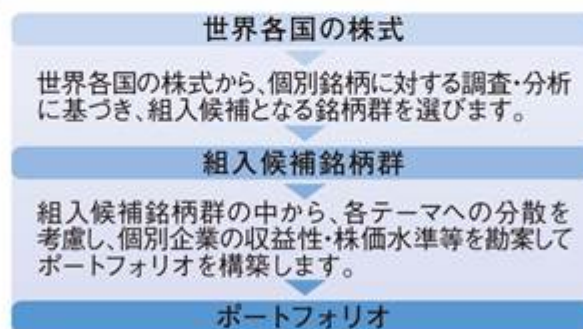 世界各国の株式
世界各国の株式から、個別銘柄に対する調査・分析
に基づき、組入候補となる銘柄群を選びます。
組入候補銘柄群
組入候補銘柄群の中から、各テーマへの分散を
考慮し、個別企業の収益性・株価水準等を勘案して
ポートフォリオを構築します。
ポートフォリオ